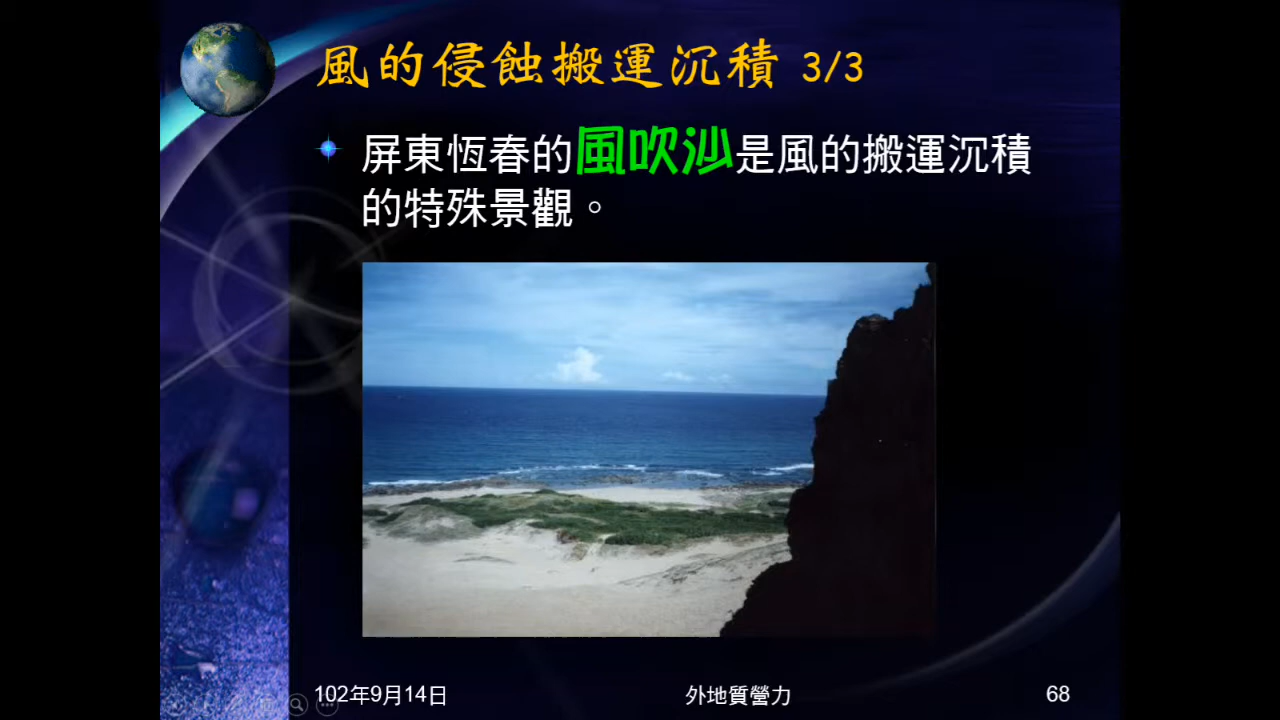 風的侵蝕搬運沉積 3/3
屏東恆春的風吹沙是風的搬運沉積
的特殊景觀。
102年9月14日
外地質營力
68